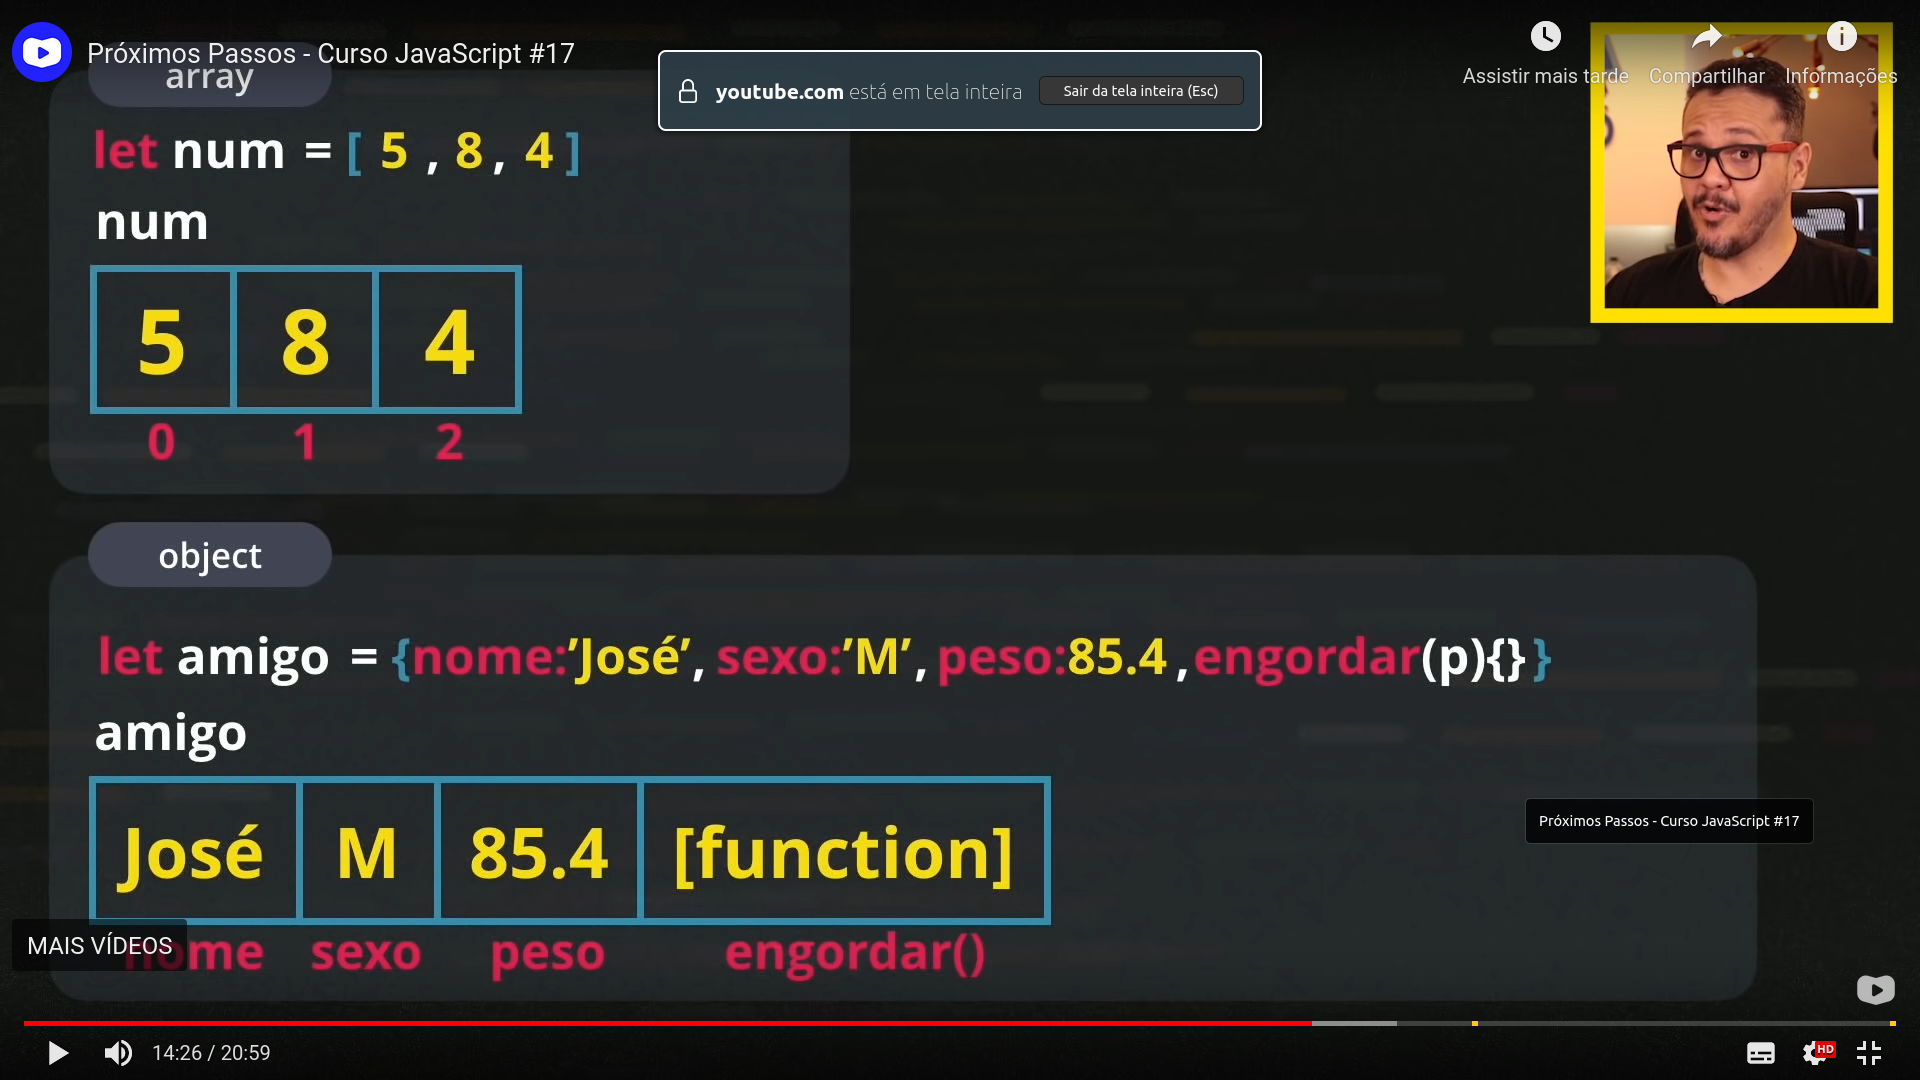 Próximos Passos - Curso JavaScript #17
youtube.com está em tela inteira
Sair da tela inteira (Esc)
Assistir mais tarde
Compartilhar
Informações
array
let num = [ 5 , 8 , 4 ]
num
5 8 4
0 1 2
object
let amigo = {nome:’José’, sexo:’M’, peso:85.4 ,engordar(p){} }
amigo
José M 85.4 [function]
Próximos Passos - Curso JavaScript #17
MAIS VÍDEOS
nome sexo peso engordar()
14:26 / 20:59
HD